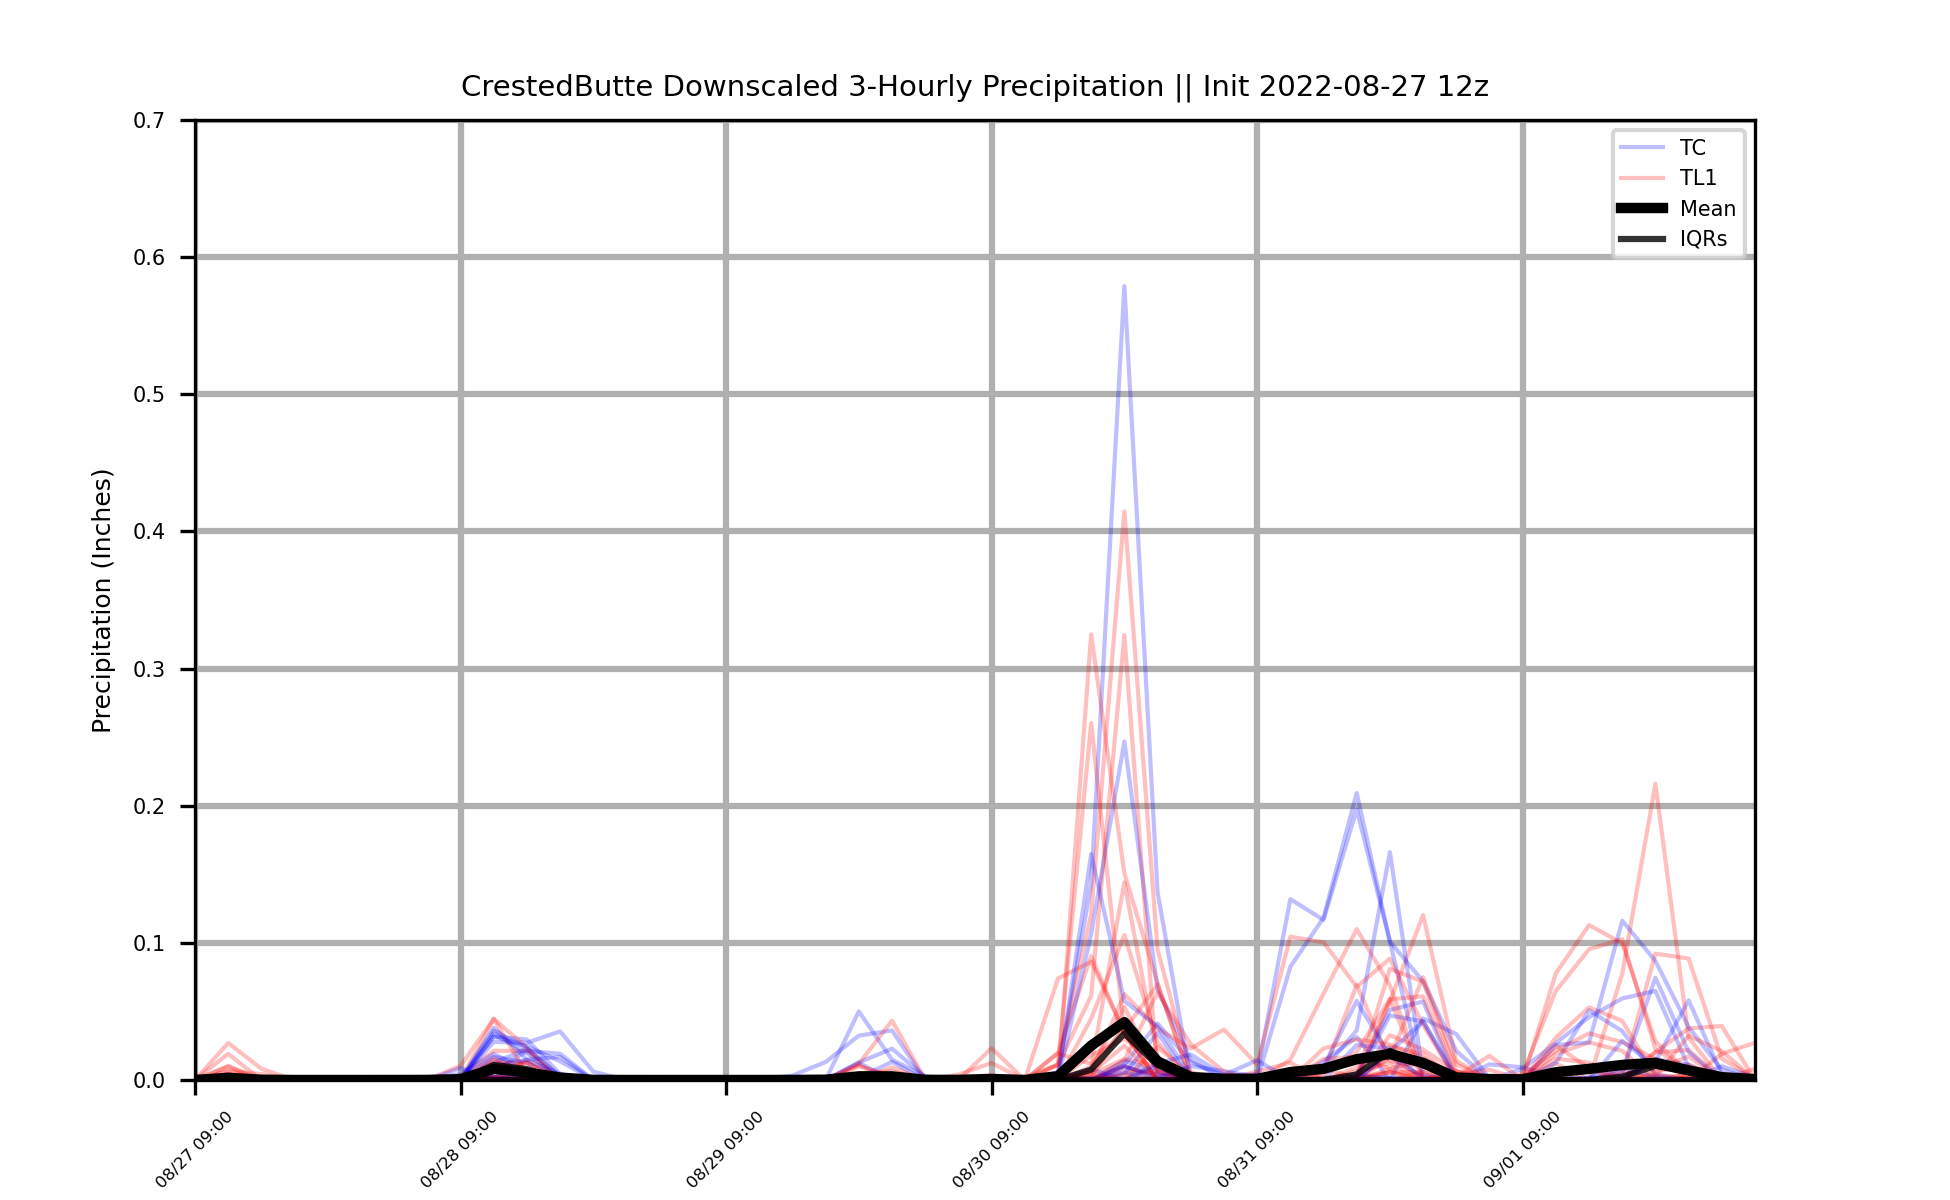 CrestedButte Downscaled 3-Hourly Precipitation || Init 2022-08-27 12z
Precipitation (Inches)
0.7
0.6
0.5
0.4
0.3
0.2
0.1
0.0
TC
TL1
Mean
IQRs
08/27 09:00
08/28 09:00
08/29 09:00
08/30 09:00
08/31 09:00
09/01 09:00